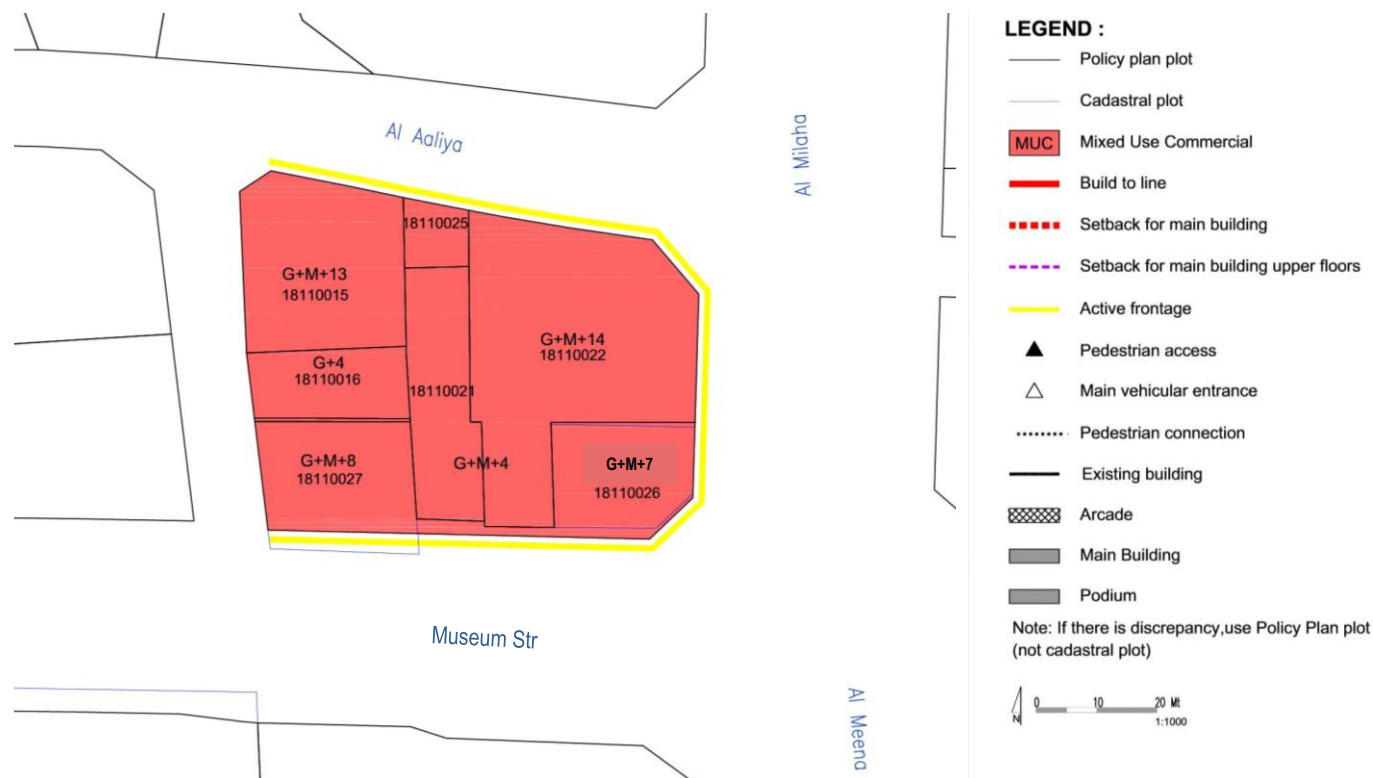 Al Aaliya
Al Milaha
18110025
G+M+13
18110015
G+M+14
18110022
G+4
18110016
18110021
G+M+8
18110027
G+M+4
G+M+7
18110026
Museum Str
Al Meena
LEGEND :
Policy plan plot
Cadastral plot
MUC Mixed Use Commercial
Build to line
Setback for main building
Setback for main building upper floors
Active frontage
Pedestrian access
Main vehicular entrance
Pedestrian connection
Existing building
Arcade
Main Building
Podium
Note: If there is discrepancy,use Policy Plan plot
(not cadastral plot)
N
0 10 20 Mt
1:1000